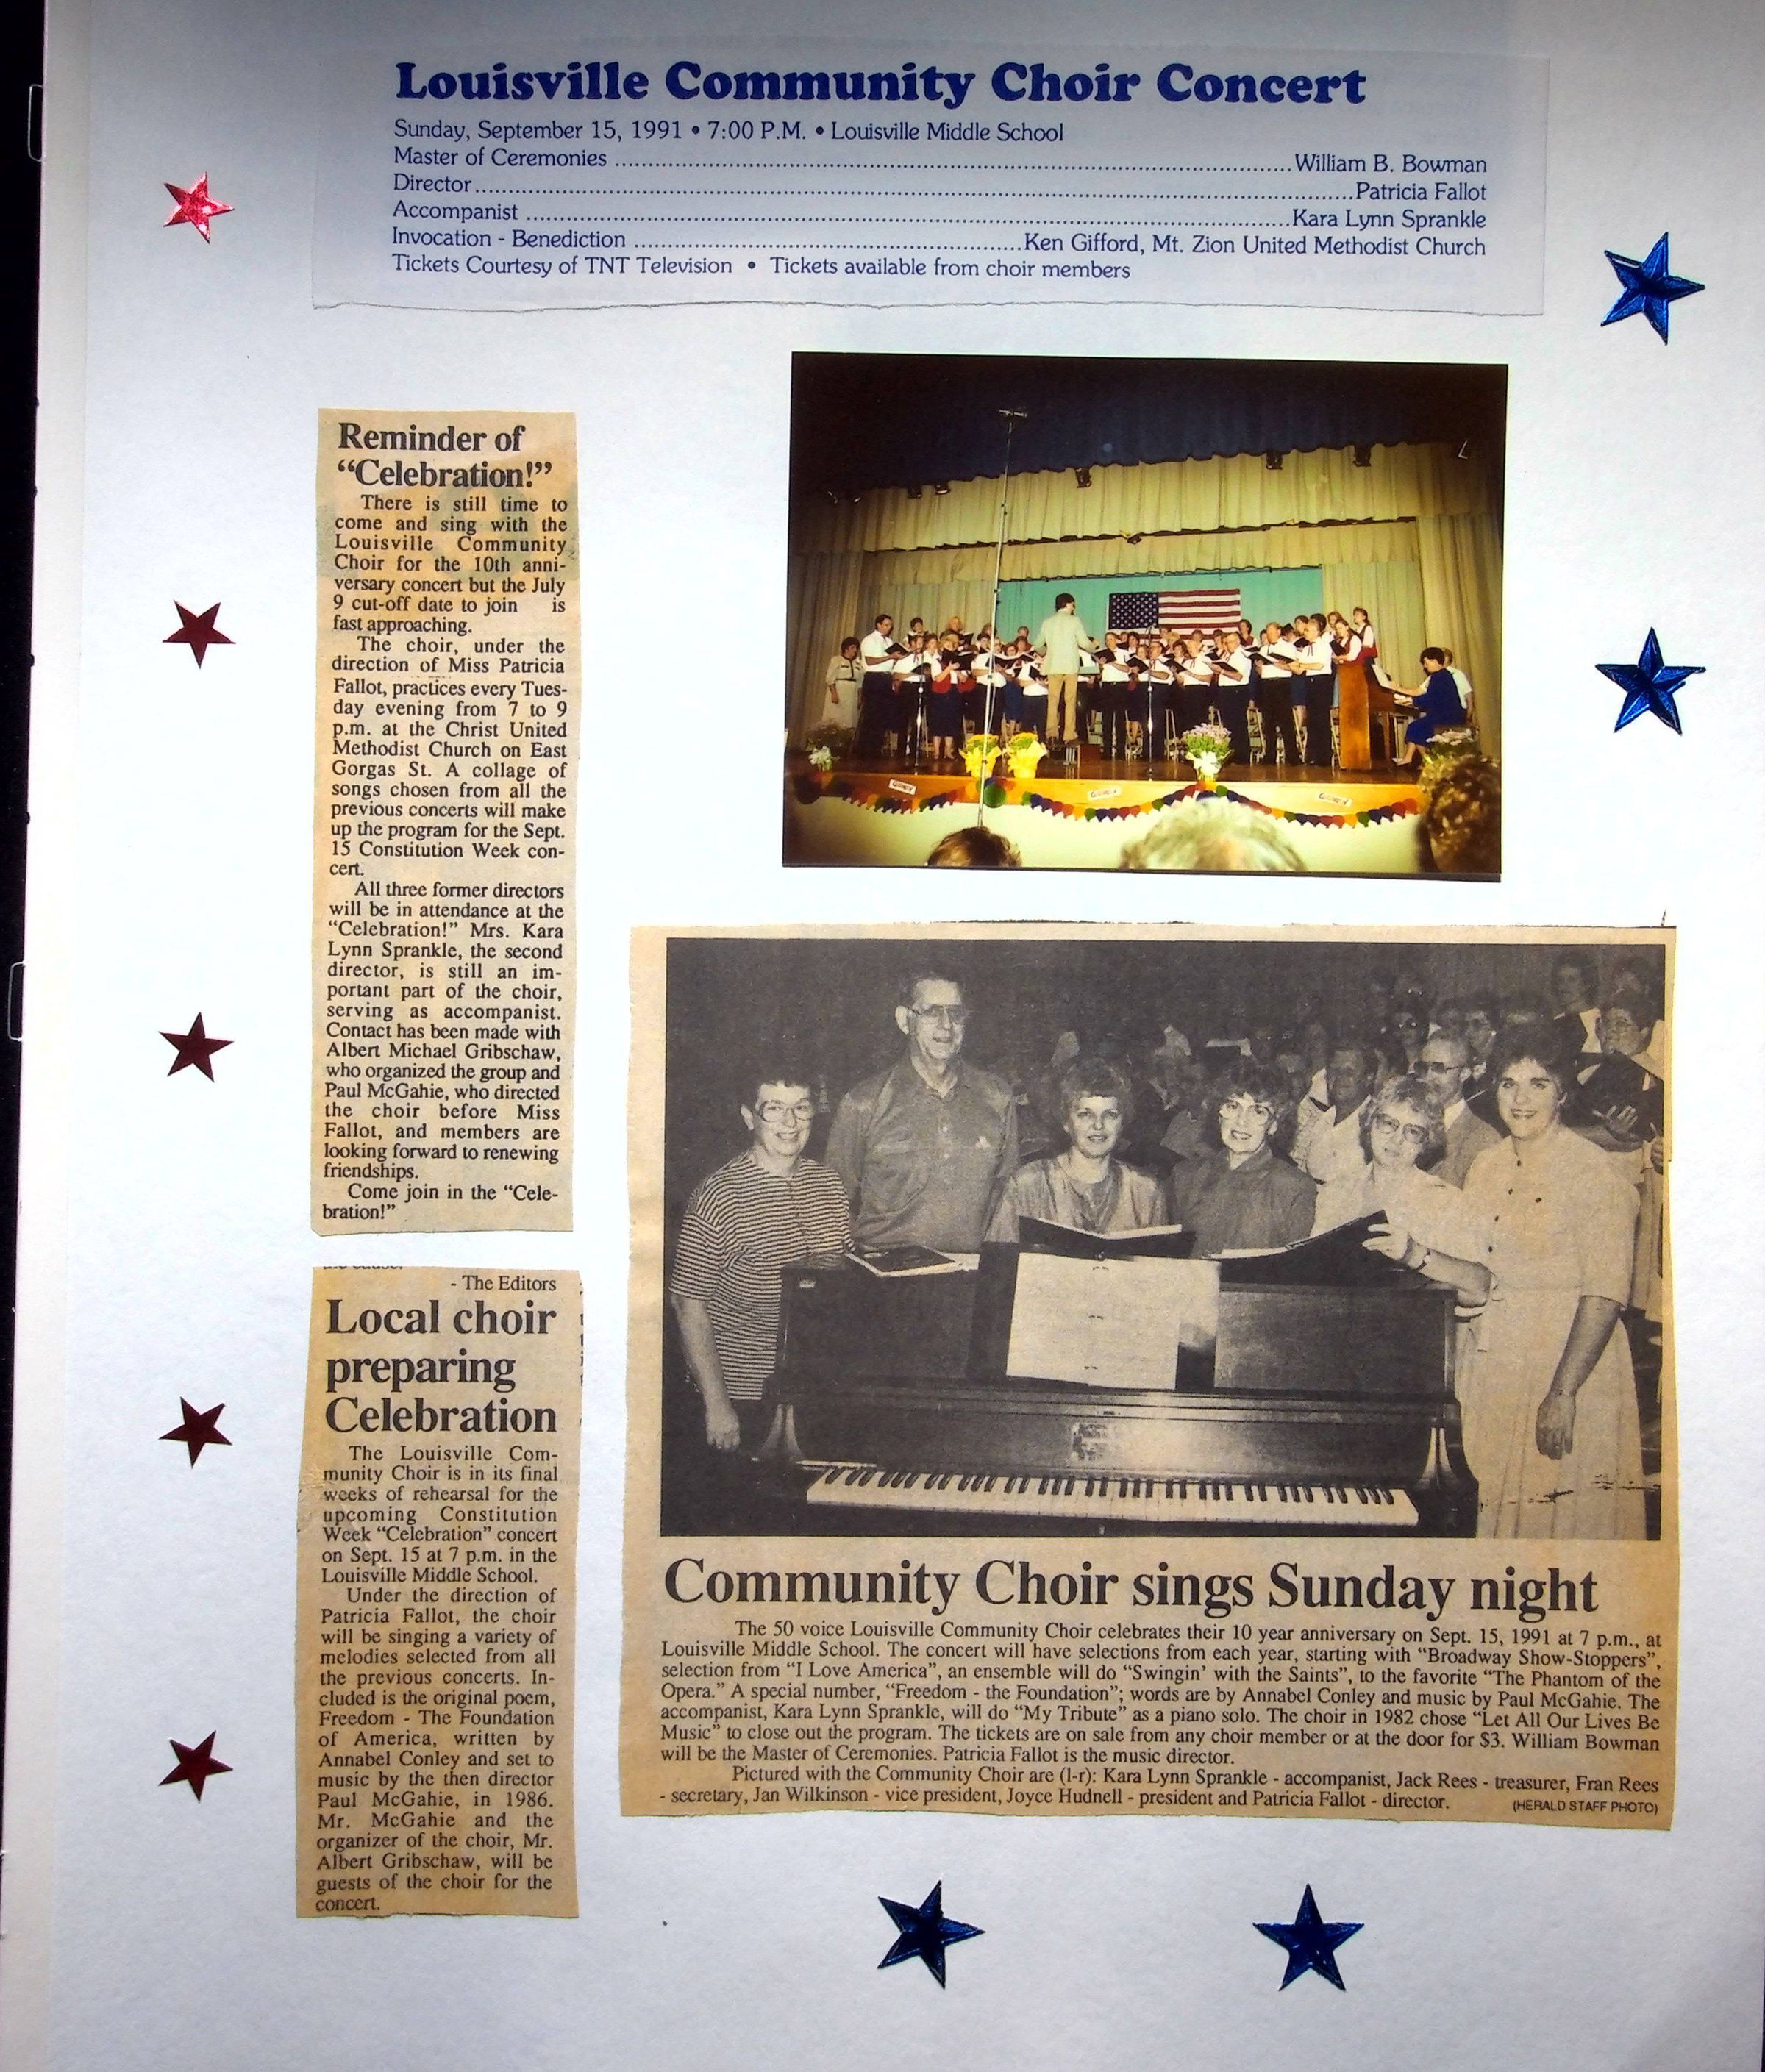 Louisville Community Choir Concert
Sunday, September 15, 1991 • 7:00 P.M. • Louisville Middle School
Master of Ceremonies ........ William B. Bowman
Director ........ Patricia Fallot
Accompanist ........ Kara Lynn Sprankle
Invocation - Benediction ........ Ken Gifford, Mt. Zion United Methodist Church
Tickets Courtesy of TNT Television • Tickets available from choir members
Reminder of
“Celebration!”
There is still time to
come and sing with the
Louisville Community
Choir for the 10th anni-
versary concert but the July
9 cut-off date to join is
fast approaching.
The choir, under the
direction of Miss Patricia
Fallot, practices every Tues-
day evening from 7 to 9
p.m. at the Christ United
Methodist Church on East
Gorgas St. A collage of
songs chosen from all the
previous concerts will make
up the program for the Sept.
15 Constitution Week con-
cert.
All three former directors
will be in attendance at the
“Celebration!” Mrs. Kara
Lynn Sprankle, the second
director, is still an im-
portant part of the choir,
serving as accompanist.
Contact has been made with
Albert Michael Gribschaw,
who organized the group and
Paul McGahie, who directed
the choir before Miss
Fallot, and members are
looking forward to renewing
friendships.
Come join in the “Cele-
bration!”
- The Editors
Local choir
preparing
Celebration
The Louisville Com-
munity Choir is in its final
weeks of rehearsal for the
upcoming Constitution
Week “Celebration” concert
on Sept. 15 at 7 p.m. in the
Louisville Middle School.
Under the direction of
Patricia Fallot, the choir
will be singing a variety of
melodies selected from all
the previous concerts. In-
cluded is the original poem,
Freedom - The Foundation
of America, written by
Annabel Conley and set to
music by the then director
Paul McGahie, in 1986.
Mr. McGahie and the
organizer of the choir, Mr.
Albert Gribschaw, will be
guests of the choir for the
concert.
Community Choir sings Sunday night
The 50 voice Louisville Community Choir celebrates their 10 year anniversary on Sept. 15, 1991 at 7 p.m., at
Louisville Middle School. The concert will have selections from each year, starting with “Broadway Show-Stoppers”,
selection from “I Love America”, an ensemble will do “Swingin’ with the Saints”, to the favorite “The Phantom of the
Opera.” A special number, “Freedom - the Foundation”; words are by Annabel Conley and music by Paul McGahie. The
accompanist, Kara Lynn Sprankle, will do “My Tribute” as a piano solo. The choir in 1982 chose “Let All Our Lives Be
Music” to close out the program. The tickets are on sale from any choir member or at the door for $3. William Bowman
will be the Master of Ceremonies. Patricia Fallot is the music director.
Pictured with the Community Choir are (l-r): Kara Lynn Sprankle - accompanist, Jack Rees - treasurer, Fran Rees
- secretary, Jan Wilkinson - vice president, Joyce Hudnell - president and Patricia Fallot - director. (HERALD STAFF PHOTO)